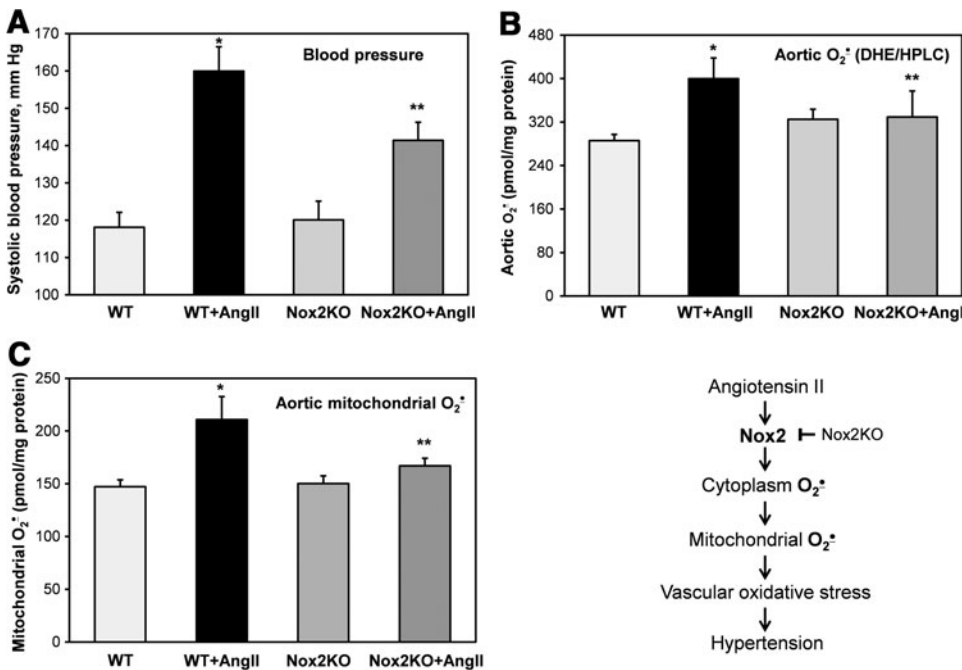 A
Blood pressure
Systolic blood pressure, mm Hg
170
160
150
140
130
120
110
100
*
**
WT
WT+AngII
Nox2KO
Nox2KO+AngII
B
Aortic O₂•̲ (DHE/HPLC)
Aortic O₂•̲ (pmol/mg protein)
480
400
320
240
160
80
0
*
**
WT
WT+AngII
Nox2KO
Nox2KO+AngI
C
Aortic mitochondrial O₂•̲
Mitochondrial O₂•̲ (pmol/mg protein)
250
200
150
100
50
0
*
**
WT
WT+AngII
Nox2KO
Nox2KO+AngII
Angiotensin II
Nox2 Nox2KO
Cytoplasm O₂•̲
Mitochondrial O₂•̲
Vascular oxidative stress
Hypertension